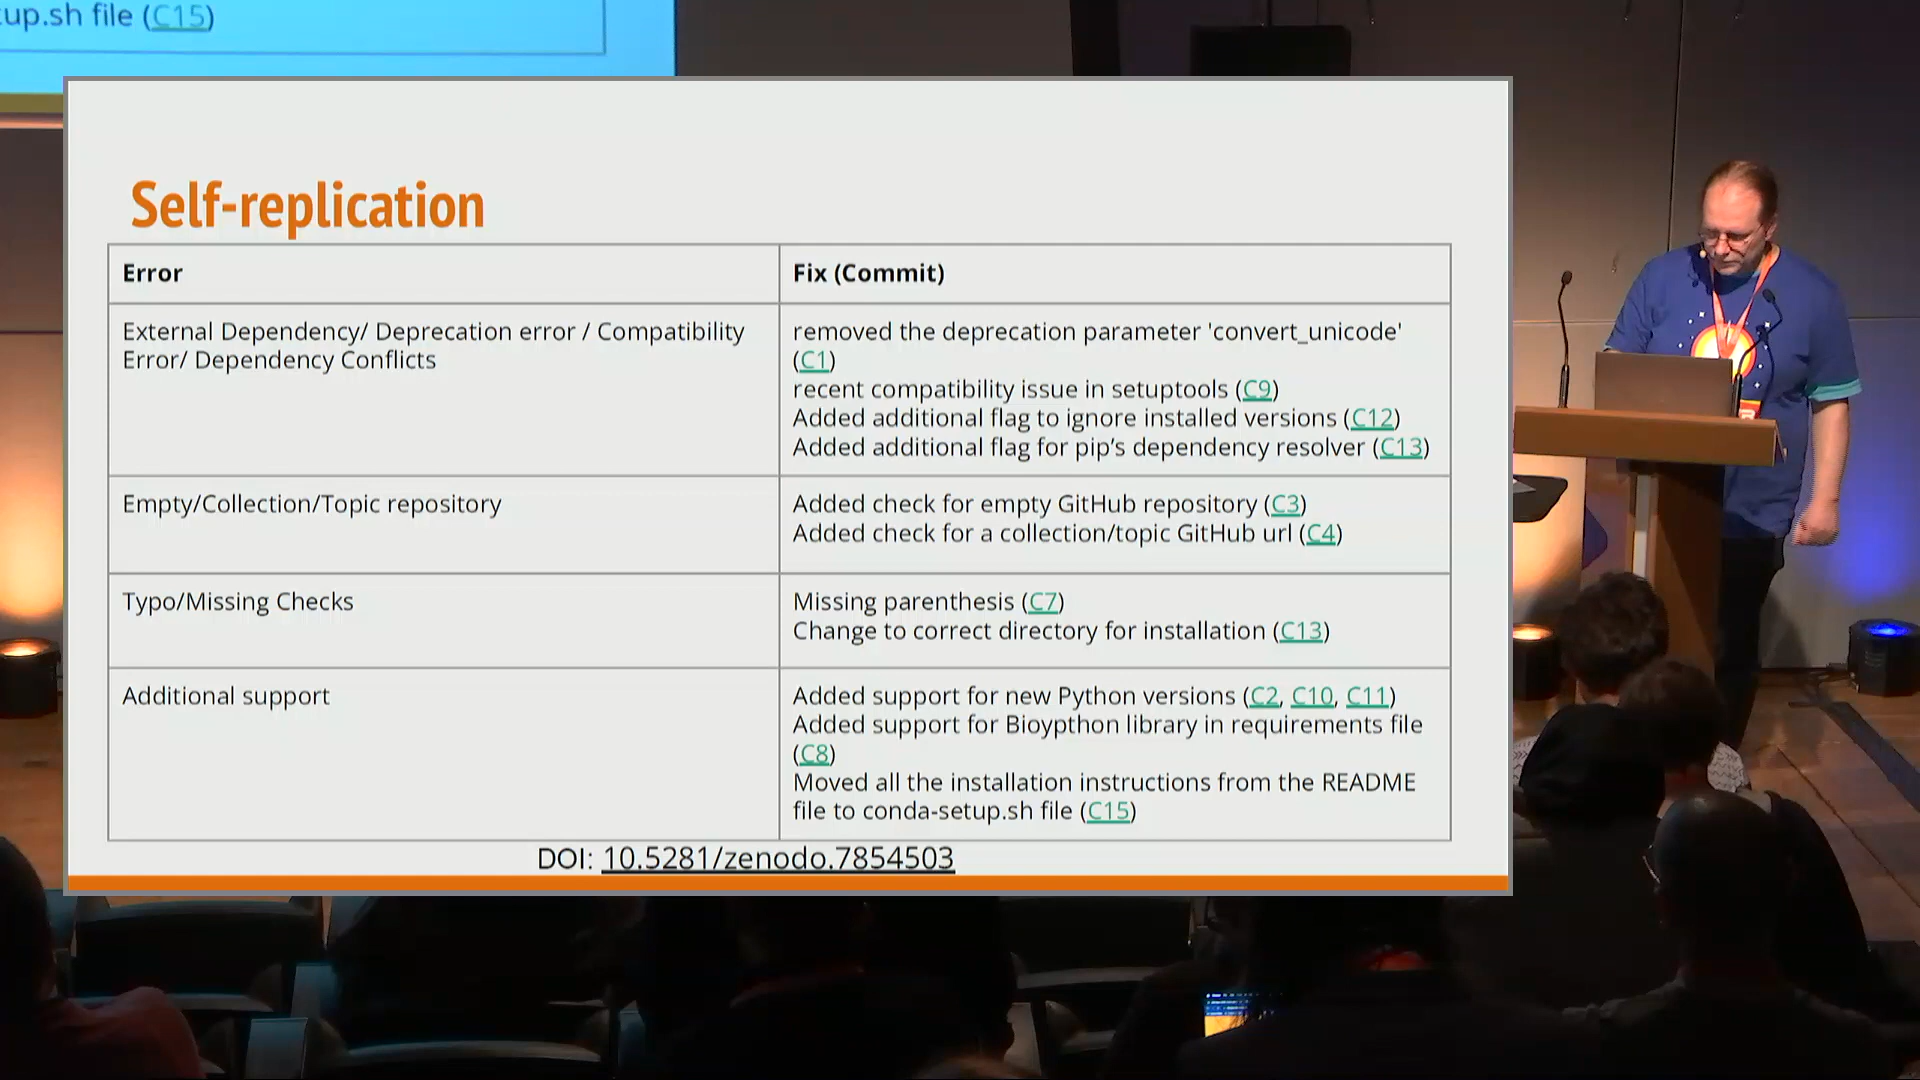 up.sh file (C15)
Self-replication
Error
Fix (Commit)
External Dependency/ Deprecation error / Compatibility
Error/ Dependency Conflicts
removed the deprecation parameter 'convert_unicode'
(C1)
recent compatibility issue in setuptools (C9)
Added additional flag to ignore installed versions (C12)
Added additional flag for pip’s dependency resolver (C13)
Empty/Collection/Topic repository
Added check for empty GitHub repository (C3)
Added check for a collection/topic GitHub url (C4)
Typo/Missing Checks
Missing parenthesis (C7)
Change to correct directory for installation (C13)
Additional support
Added support for new Python versions (C2, C10, C11)
Added support for Bioypthon library in requirements file
(C8)
Moved all the installation instructions from the README
file to conda-setup.sh file (C15)
DOI: 10.5281/zenodo.7854503